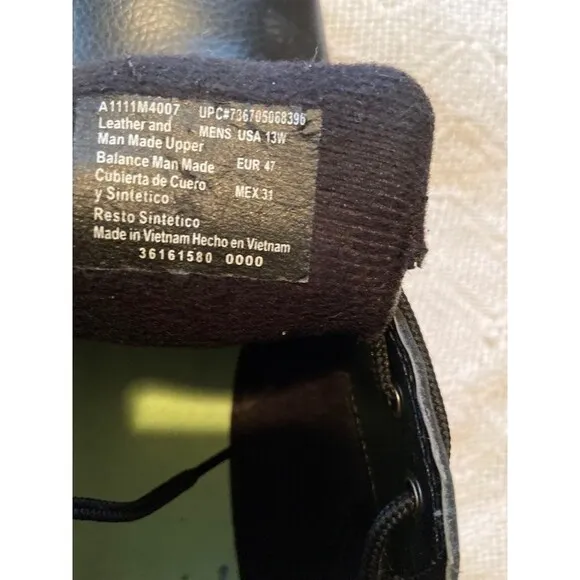 A1111M4007 UPC#736705068396
Leather and MENS USA 13W
Man Made Upper
Balance Man Made EUR 47
Cubierta de Cuero
y Sintetico MEX 31
Resto Sintetico
Made in Vietnam Hecho en Vietnam
36161580 0000